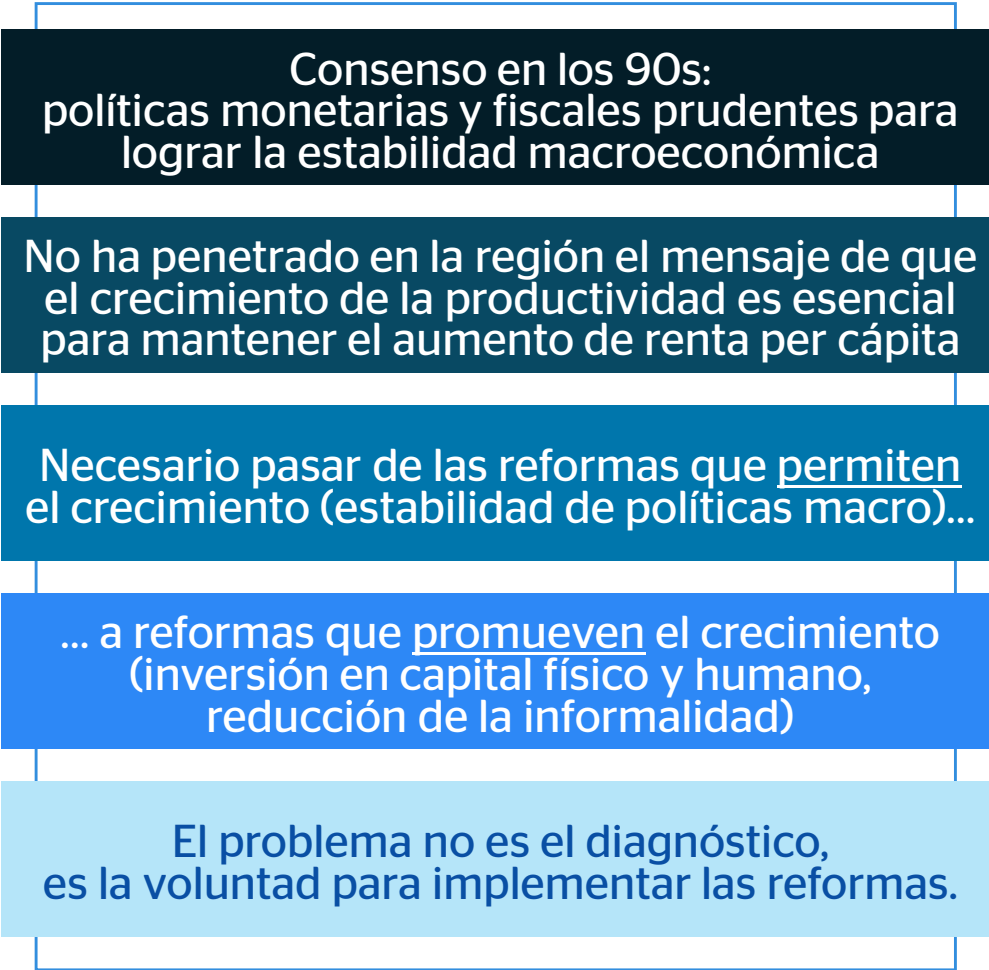 Consenso en los 90s:
políticas monetarias y fiscales prudentes para
lograr la estabilidad macroeconómica
No ha penetrado en la región el mensaje de que
el crecimiento de la productividad es esencial
para mantener el aumento de renta per cápita
Necesario pasar de las reformas que permiten
el crecimiento (estabilidad de políticas macro)...
... a reformas que promueven el crecimiento
(inversión en capital físico y humano,
reducción de la informalidad)
El problema no es el diagnóstico,
es la voluntad para implementar las reformas.